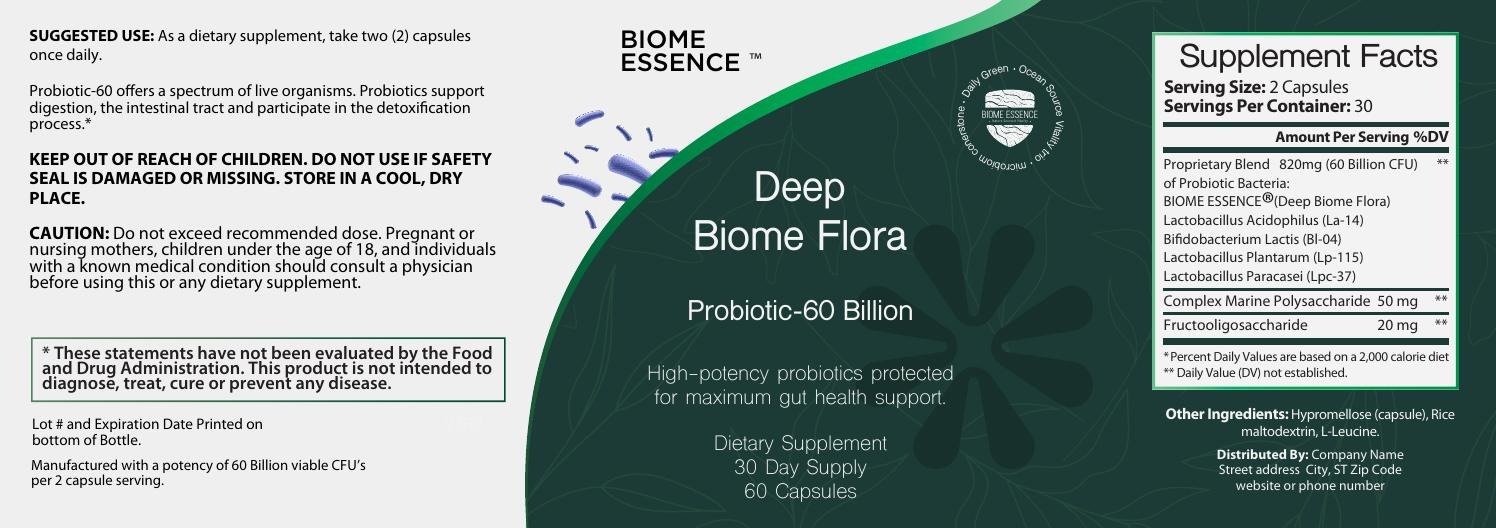 SUGGESTED USE: As a dietary supplement, take two (2) capsules
once daily.
Probiotic-60 offers a spectrum of live organisms. Probiotics support
digestion, the intestinal tract and participate in the detoxification
process.*
KEEP OUT OF REACH OF CHILDREN. DO NOT USE IF SAFETY
SEAL IS DAMAGED OR MISSING. STORE IN A COOL, DRY
PLACE.
CAUTION: Do not exceed recommended dose. Pregnant or
nursing mothers, children under the age of 18, and individuals
with a known medical condition should consult a physician
before using this or any dietary supplement.
* These statements have not been evaluated by the Food
and Drug Administration. This product is not intended to
diagnose, treat, cure or prevent any disease.
Lot # and Expiration Date Printed on
bottom of Bottle.
Manufactured with a potency of 60 Billion viable CFU's
per 2 capsule serving.
BIOME
ESSENCE ™
Daily Green · Ocean Source Vitality trio · microbiom conerstone ·
BIOME ESSENCE
Deep
Biome Flora
Probiotic-60 Billion
High-potency probiotics protected
for maximum gut health support.
Dietary Supplement
30 Day Supply
60 Capsules
Supplement Facts
Serving Size: 2 Capsules
Servings Per Container: 30
Amount Per Serving %DV
Proprietary Blend 820mg (60 Billion CFU) **
of Probiotic Bacteria:
BIOME ESSENCE®(Deep Biome Flora)
Lactobacillus Acidophilus (La-14)
Bifidobacterium Lactis (Bl-04)
Lactobacillus Plantarum (Lp-115)
Lactobacillus Paracasei (Lpc-37)
Complex Marine Polysaccharide 50 mg **
Fructooligosaccharide 20 mg **
* Percent Daily Values are based on a 2,000 calorie diet
** Daily Value (DV) not established.
Other Ingredients: Hypromellose (capsule), Rice
maltodextrin, L-Leucine.
Distributed By: Company Name
Street address City, ST Zip Code
website or phone number